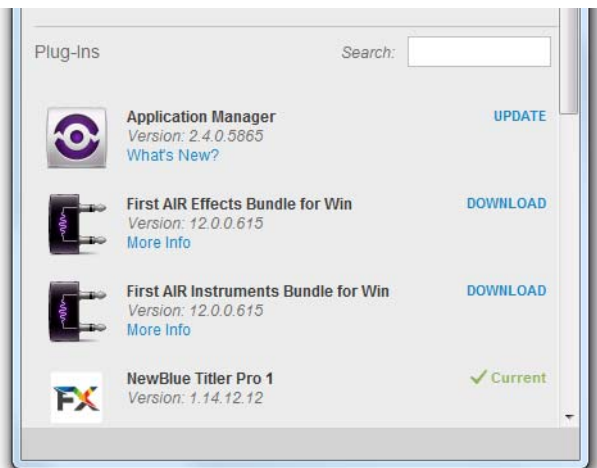 Plug-Ins Search:
Application Manager UPDATE
Version: 2.4.0.5865
What's New?
First AIR Effects Bundle for Win DOWNLOAD
Version: 12.0.0.615
More Info
First AIR Instruments Bundle for Win DOWNLOAD
Version: 12.0.0.615
More Info
NewBlue Titler Pro 1 Current
FX Version: 1.14.12.12